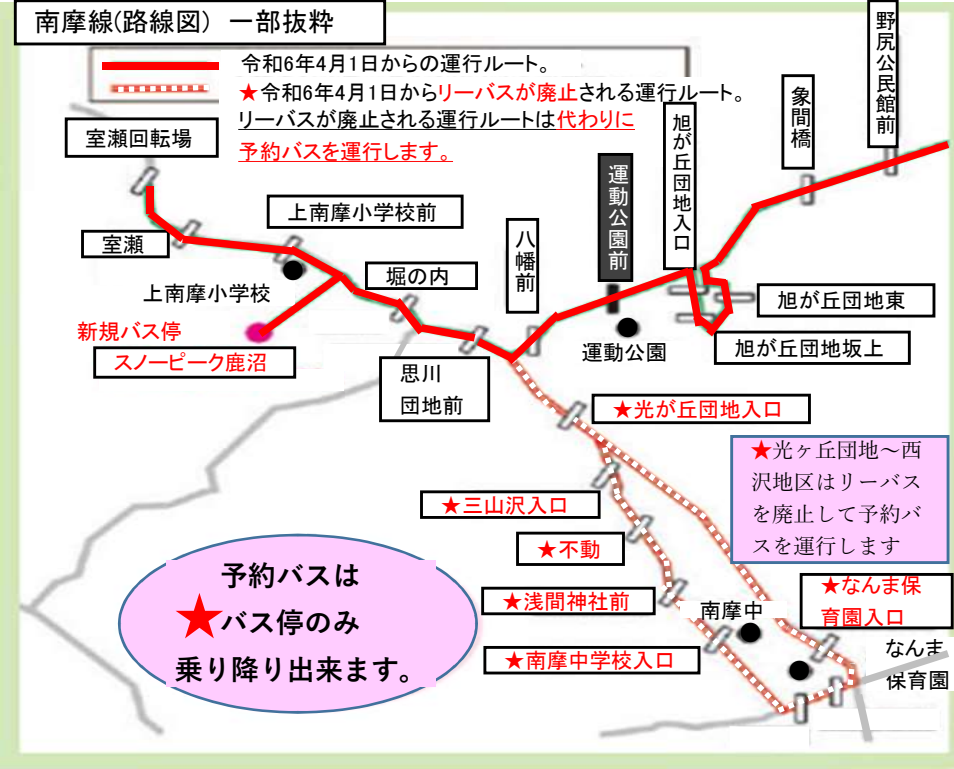 南摩線(路線図) 一部抜粋
令和6年4月1日からの運行ルート。
★令和6年4月1日からリーバスが廃止される運行ルート。
リーバスが廃止される運行ルートは代わりに
予約バスを運行します。
野尻公民館前
象間橋
旭が丘団地入口
運動公園前
八幡前
室瀬回転場
上南摩小学校前
室瀬
堀の内
上南摩小学校
新規バス停
スノーピーク鹿沼
思川
団地前
運動公園
旭が丘団地東
旭が丘団地坂上
★光が丘団地入口
★光ヶ丘団地～西
沢地区はリーバス
を廃止して予約バ
スを運行します
★三山沢入口
★不動
★浅間神社前
南摩中
★なんま保
育園入口
★南摩中学校入口
なんま
保育園
予約バスは
★バス停のみ
乗り降り出来ます。